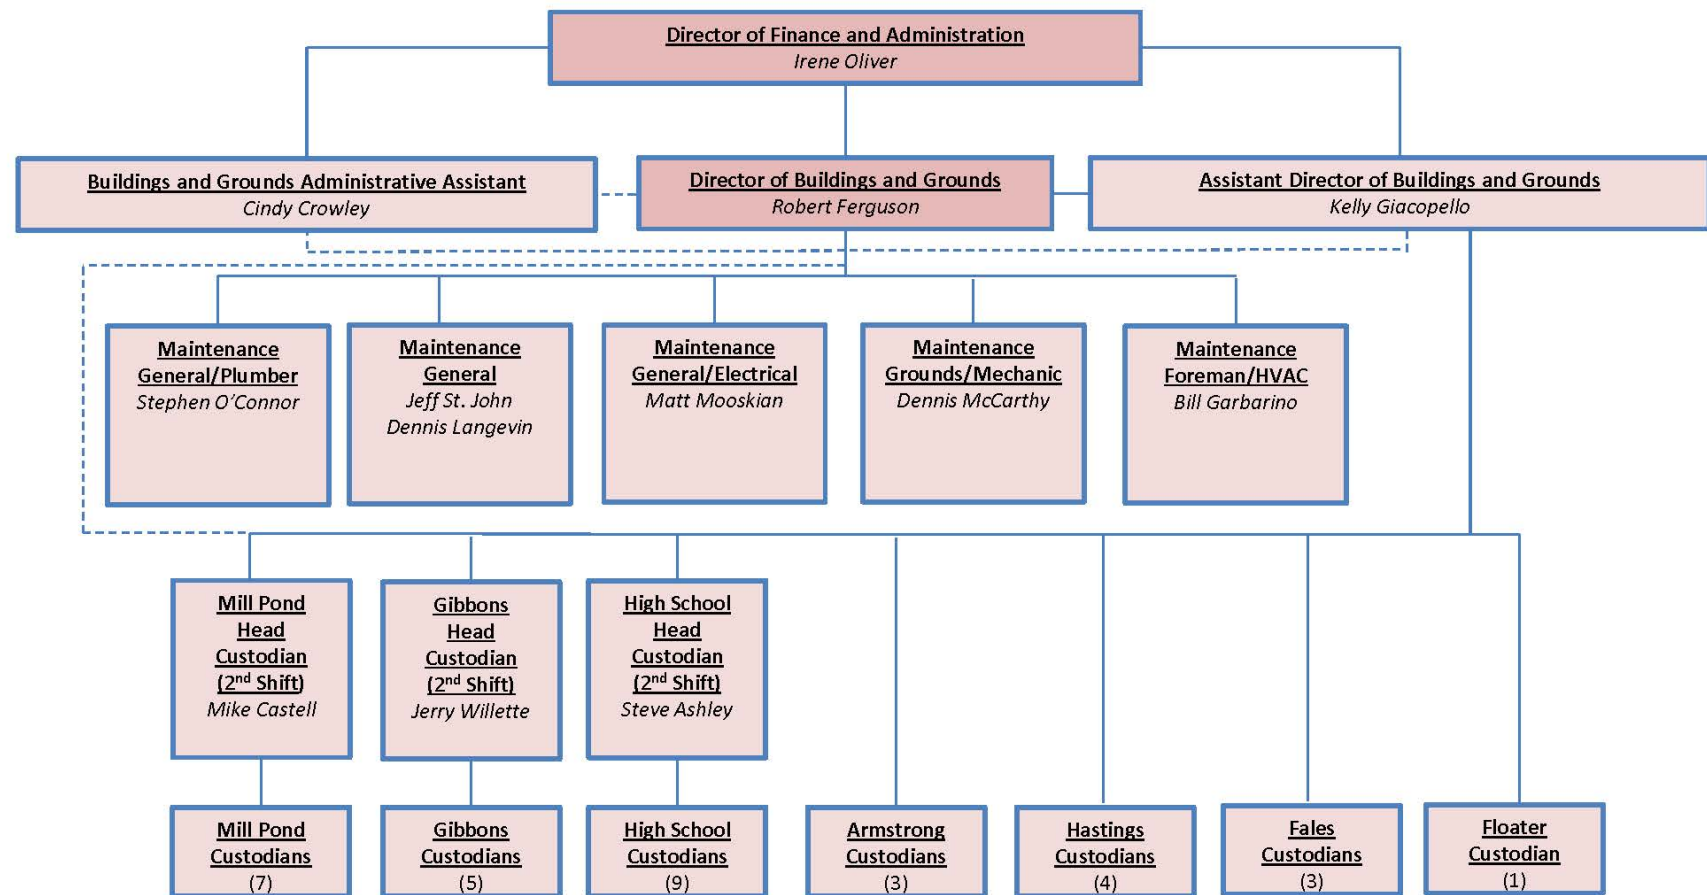 Director of Finance and Administration
Irene Oliver
Buildings and Grounds Administrative Assistant
Cindy Crowley
Director of Buildings and Grounds
Robert Ferguson
Assistant Director of Buildings and Grounds
Kelly Giacopello
Maintenance
General/Plumber
Stephen O’Connor
Maintenance
General
Jeff St. John
Dennis Langevin
Maintenance
General/Electrical
Matt Mooskian
Maintenance
Grounds/Mechanic
Dennis McCarthy
Maintenance
Foreman/HVAC
Bill Garbarino
Mill Pond
Head
Custodian
(2nd Shift)
Mike Castell
Gibbons
Head
Custodian
(2nd Shift)
Jerry Willette
High School
Head
Custodian
(2nd Shift)
Steve Ashley
Mill Pond
Custodians
(7)
Gibbons
Custodians
(5)
High School
Custodians
(9)
Armstrong
Custodians
(3)
Hastings
Custodians
(4)
Fales
Custodians
(3)
Floater
Custodian
(1)